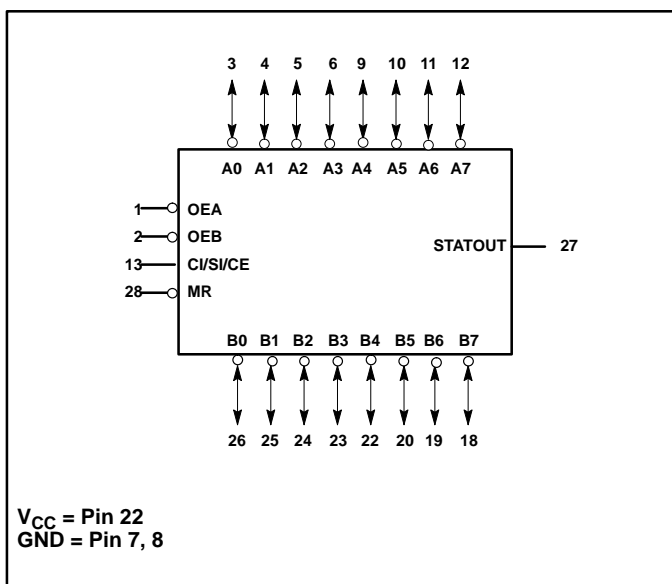 3 4 5 6 9 10 11 12
A0 A1 A2 A3 A4 A5 A6 A7
1 OEA
2 OEB
STATOUT 27
13 CI/SI/CE
28 MR
B0 B1 B2 B3 B4 B5 B6 B7
26 25 24 23 22 20 19 18
VCC = Pin 22
GND = Pin 7, 8